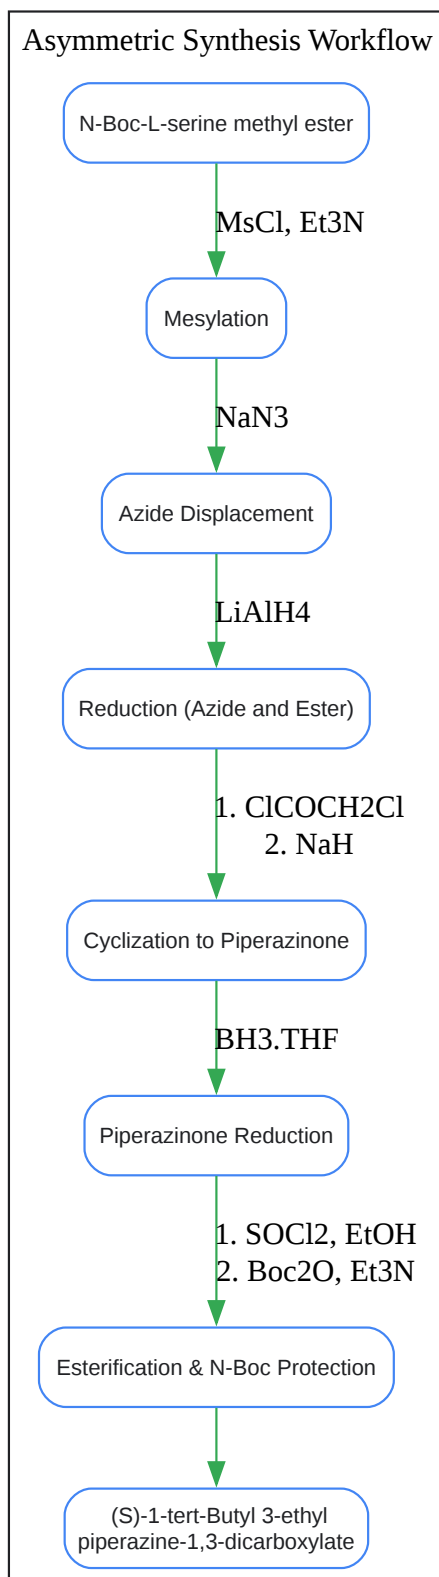 Asymmetric Synthesis Workflow
N-Boc-L-serine methyl ester
MsCl, Et3N
Mesylation
NaN3
Azide Displacement
LiAlH4
Reduction (Azide and Ester)
1. ClCOCH2Cl
2. NaH
Cyclization to Piperazinone
BH3.THF
Piperazinone Reduction
1. SOCl2, EtOH
2. Boc2O, Et3N
Esterification & N-Boc Protection
(S)-1-tert-Butyl 3-ethyl
piperazine-1,3-dicarboxylate